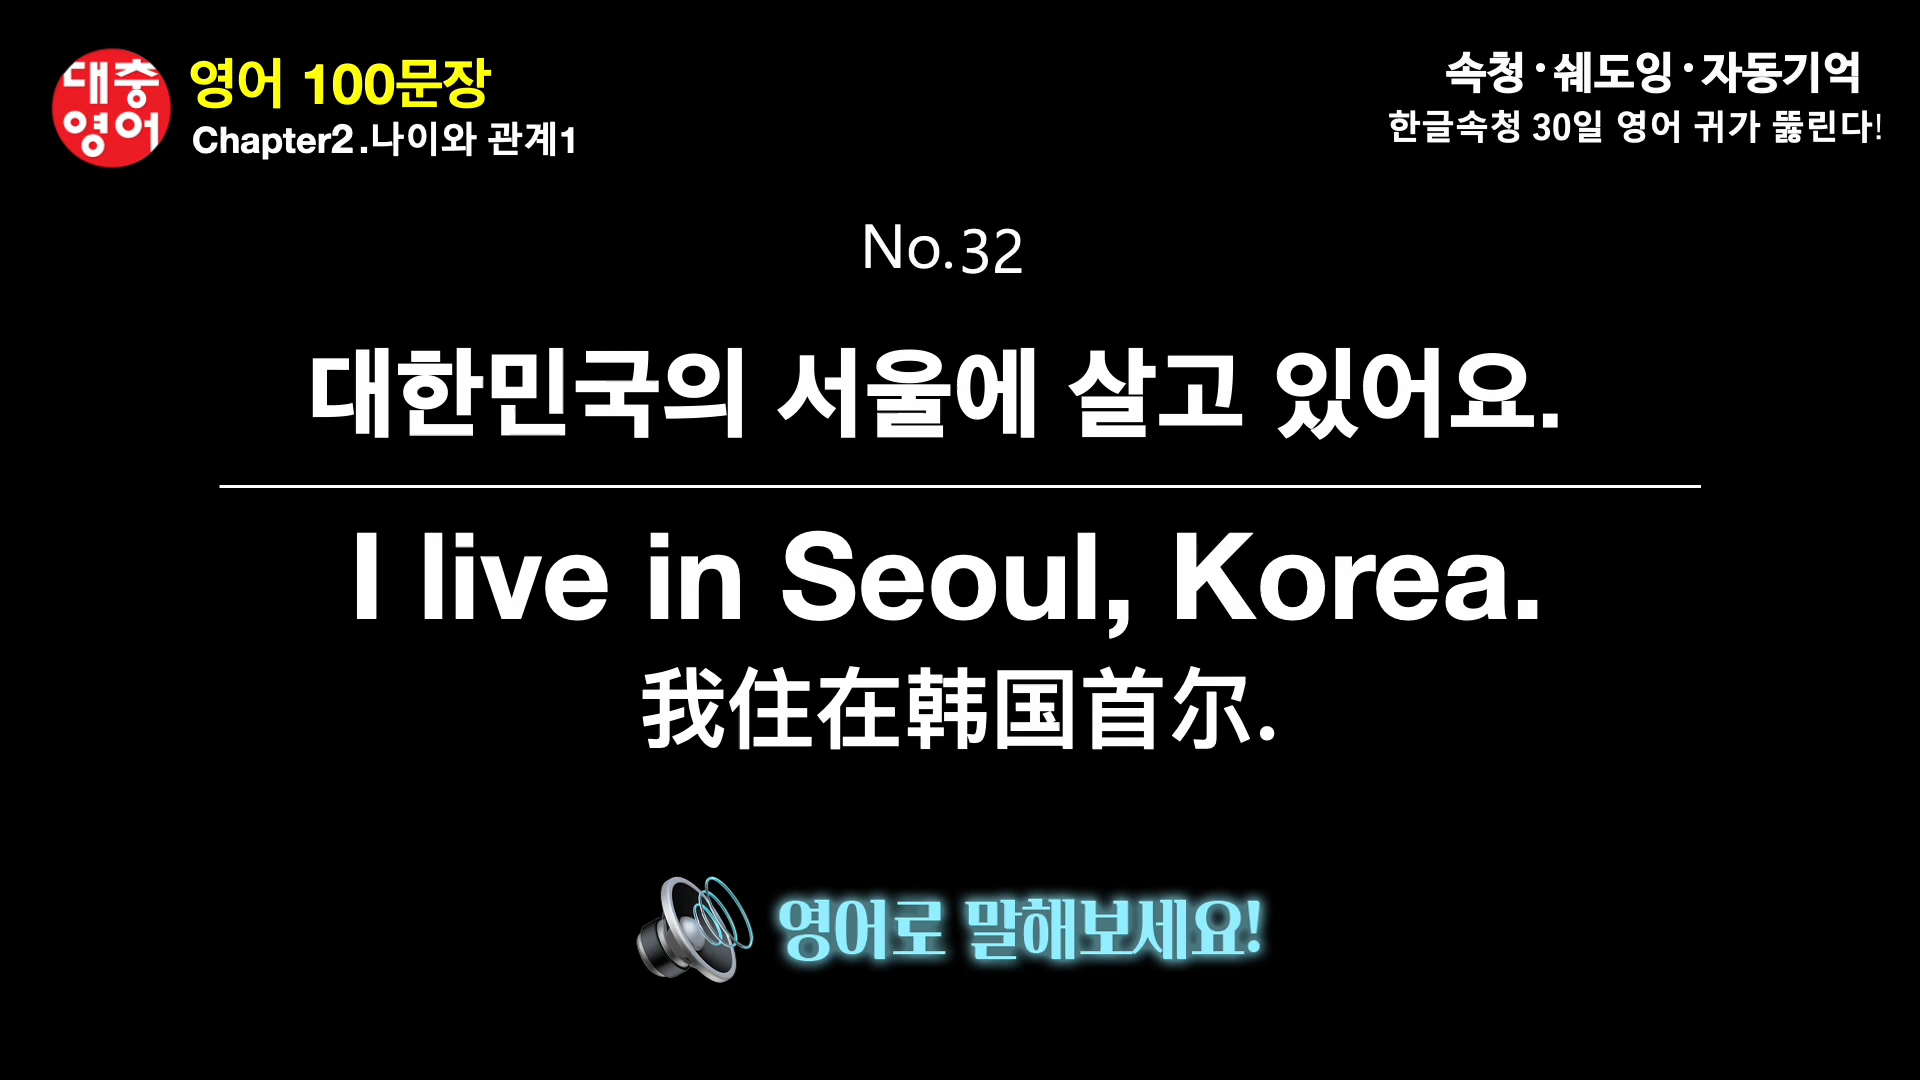 대충
영어
영어 100문장
Chapter2.나이와 관계1
속청·쉐도잉·자동기억
한글속청 30일 영어 귀가 뚫린다!
No.32
대한민국의 서울에 살고 있어요.
I live in Seoul, Korea.
我住在韩国首尔.
영어로 말해보세요!